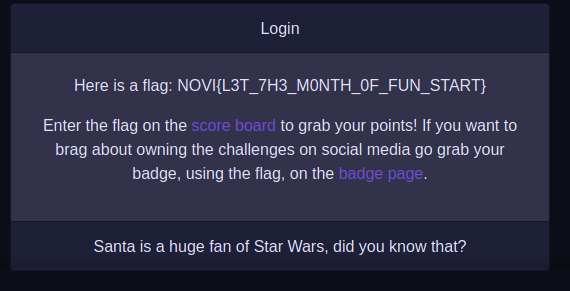 Login
Here is a flag: NOVI{L3T_7H3_M0NTH_0F_FUN_START}
Enter the flag on the score board to grab your points! If you want to
brag about owning the challenges on social media go grab your
badge, using the flag, on the badge page.
Santa is a huge fan of Star Wars, did you know that?